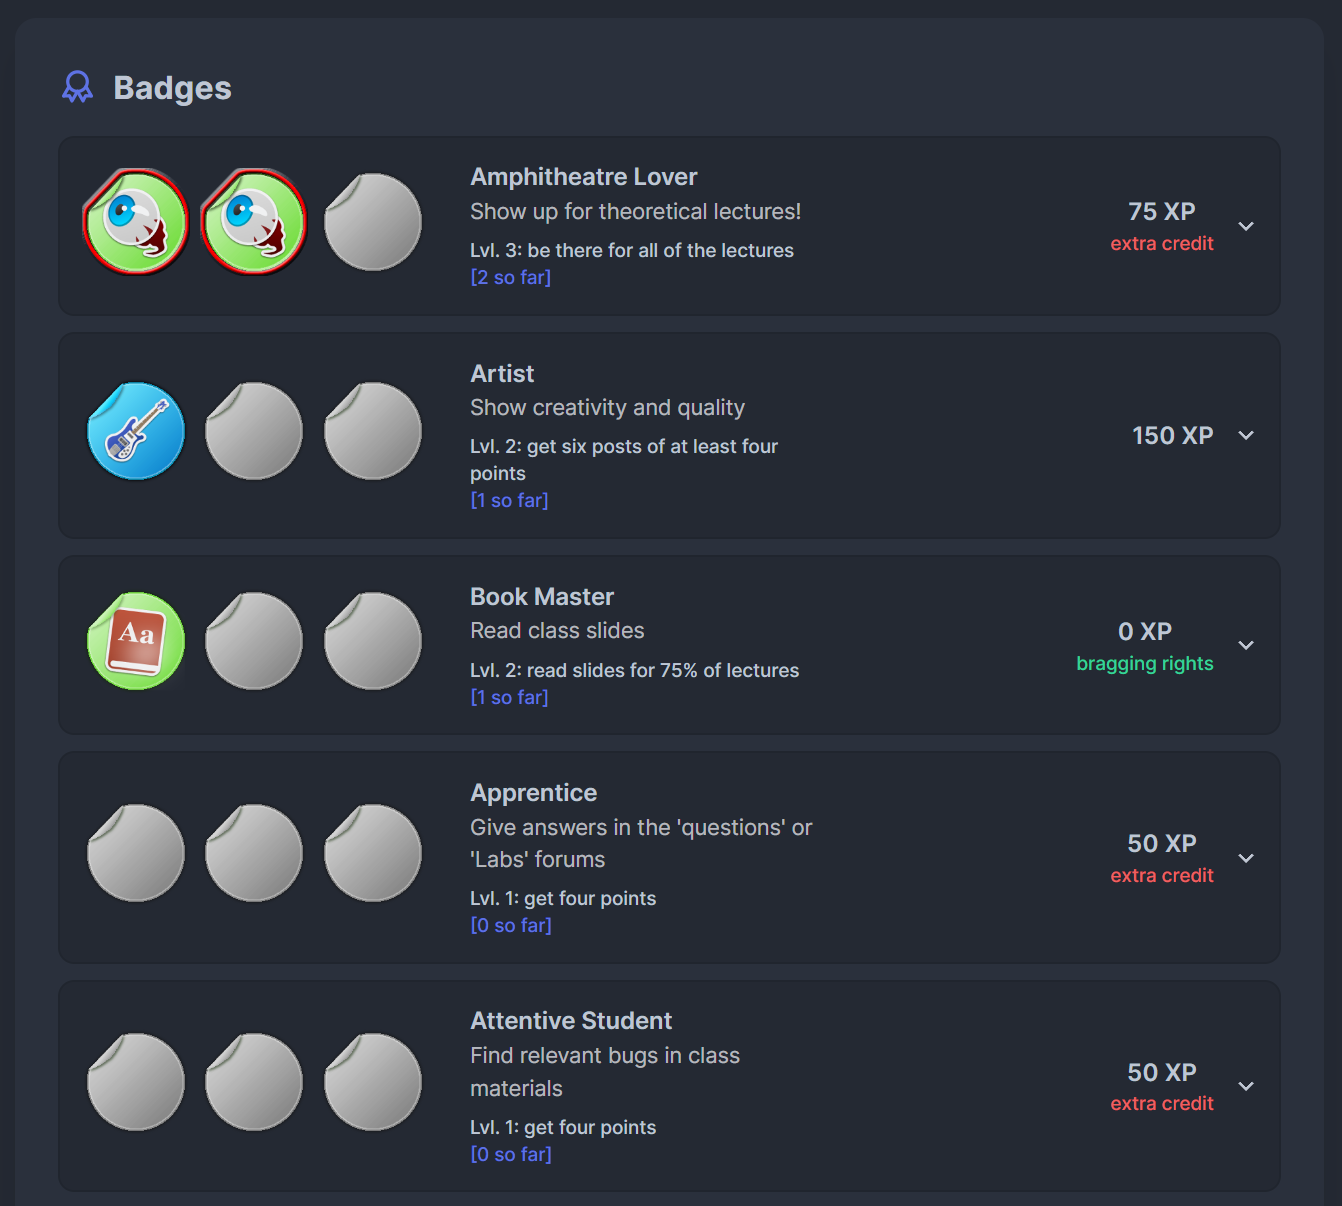 Badges
Amphitheatre Lover
Show up for theoretical lectures!
Lvl. 3: be there for all of the lectures
[2 so far]
75 XP
extra credit
Artist
Show creativity and quality
Lvl. 2: get six posts of at least four
points
[1 so far]
150 XP
Aa
Book Master
Read class slides
Lvl. 2: read slides for 75% of lectures
[1 so far]
0 XP
bragging rights
Apprentice
Give answers in the 'questions' or
'Labs' forums
Lvl. 1: get four points
[0 so far]
50 XP
extra credit
Attentive Student
Find relevant bugs in class
materials
Lvl. 1: get four points
[0 so far]
50 XP
extra credit